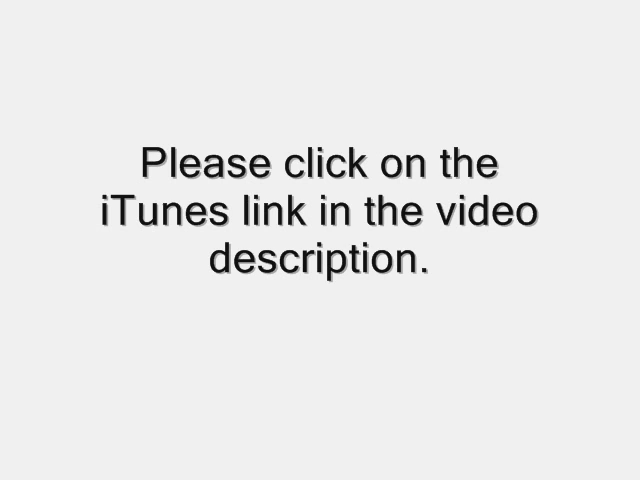 Please click on the
iTunes link in the video
description.